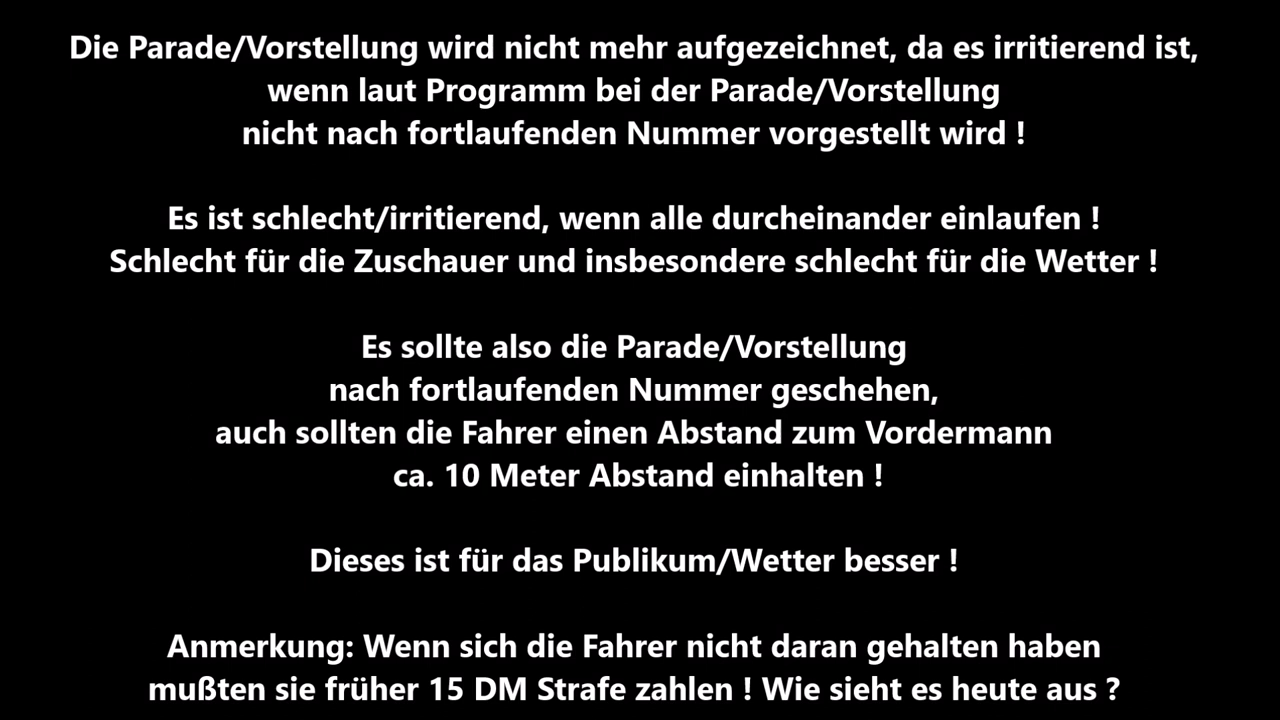 Die Parade/Vorstellung wird nicht mehr aufgezeichnet, da es irritierend ist,
wenn laut Programm bei der Parade/Vorstellung
nicht nach fortlaufenden Nummer vorgestellt wird !
Es ist schlecht/irritierend, wenn alle durcheinander einlaufen !
Schlecht für die Zuschauer und insbesondere schlecht für die Wetter !
Es sollte also die Parade/Vorstellung
nach fortlaufenden Nummer geschehen,
auch sollten die Fahrer einen Abstand zum Vordermann
ca. 10 Meter Abstand einhalten !
Dieses ist für das Publikum/Wetter besser !
Anmerkung: Wenn sich die Fahrer nicht daran gehalten haben
mußten sie früher 15 DM Strafe zahlen ! Wie sieht es heute aus ?